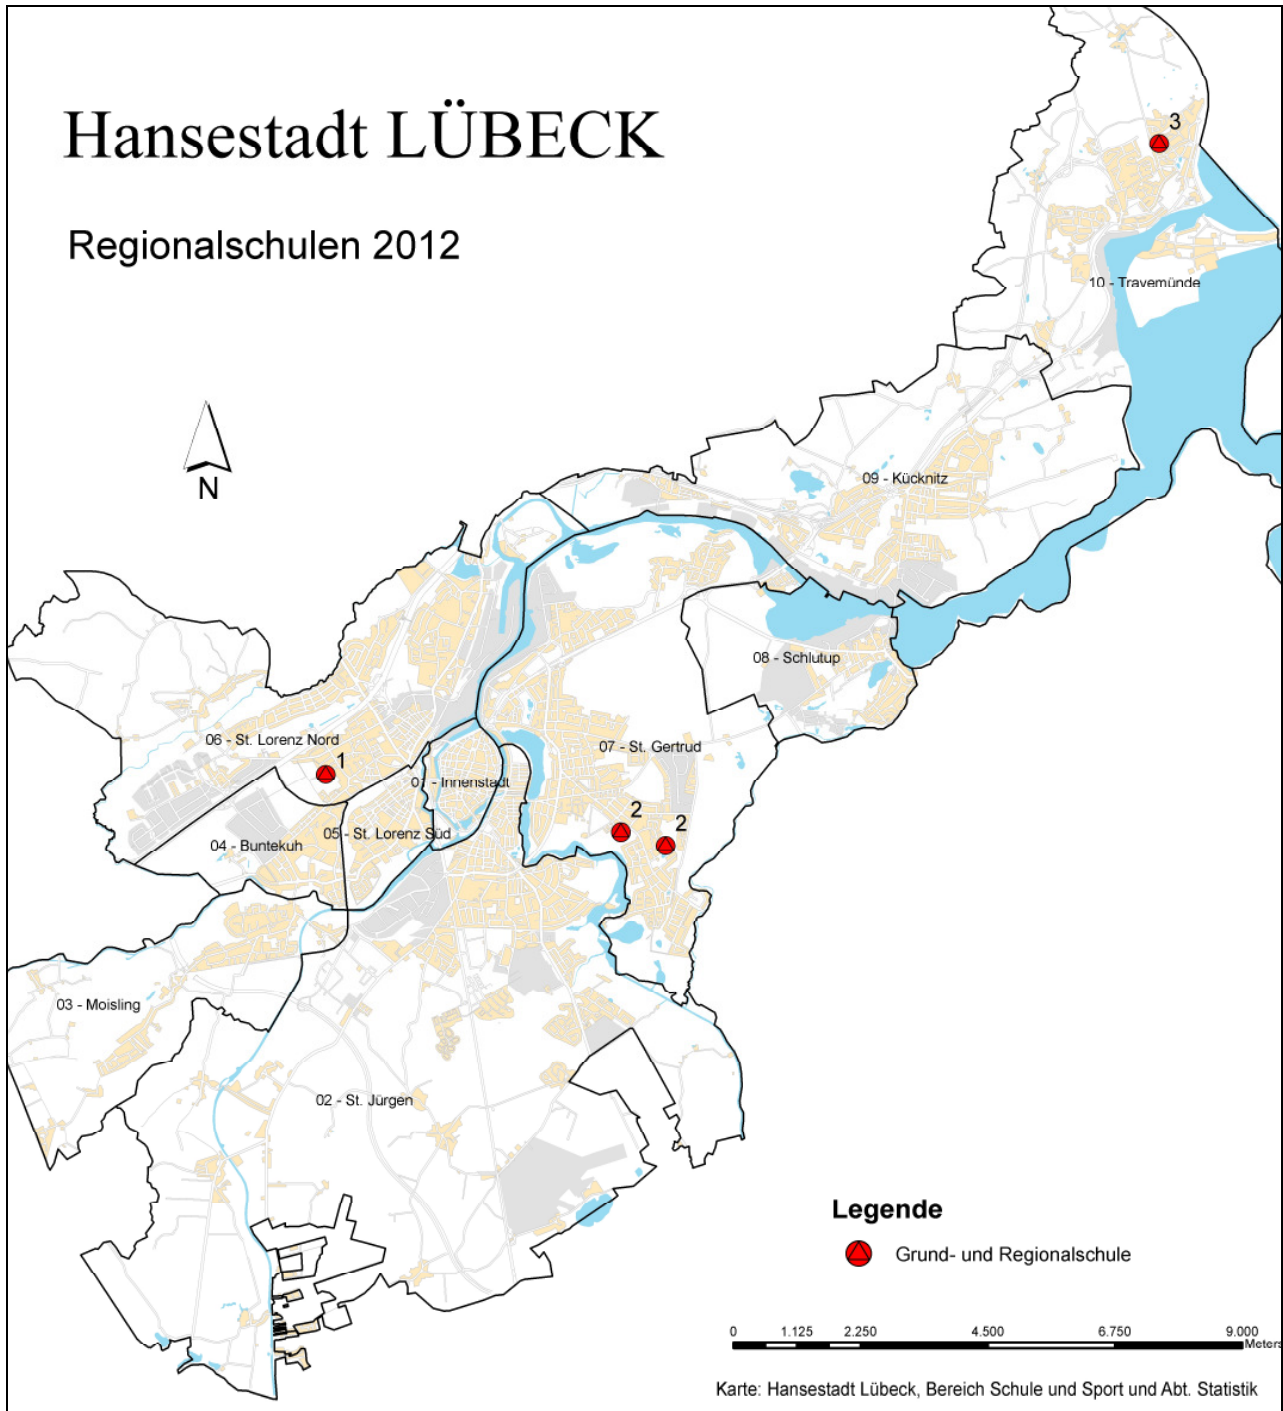 Hansestadt LÜBECK
Regionalschulen 2012
3
10 - Travemünde
N
09 - Kücknitz
08 - Schlutup
06 - St. Lorenz Nord
07 - St. Gertrud
1
01 - Innenstadt
2
2
05 - St. Lorenz Süd
04 - Buntekuh
03 - Moisling
02 - St. Jürgen
Legende
Grund- und Regionalschule
0 1.125 2.250 4.500 6.750 9.000
Meters
Karte: Hansestadt Lübeck, Bereich Schule und Sport und Abt. Statistik